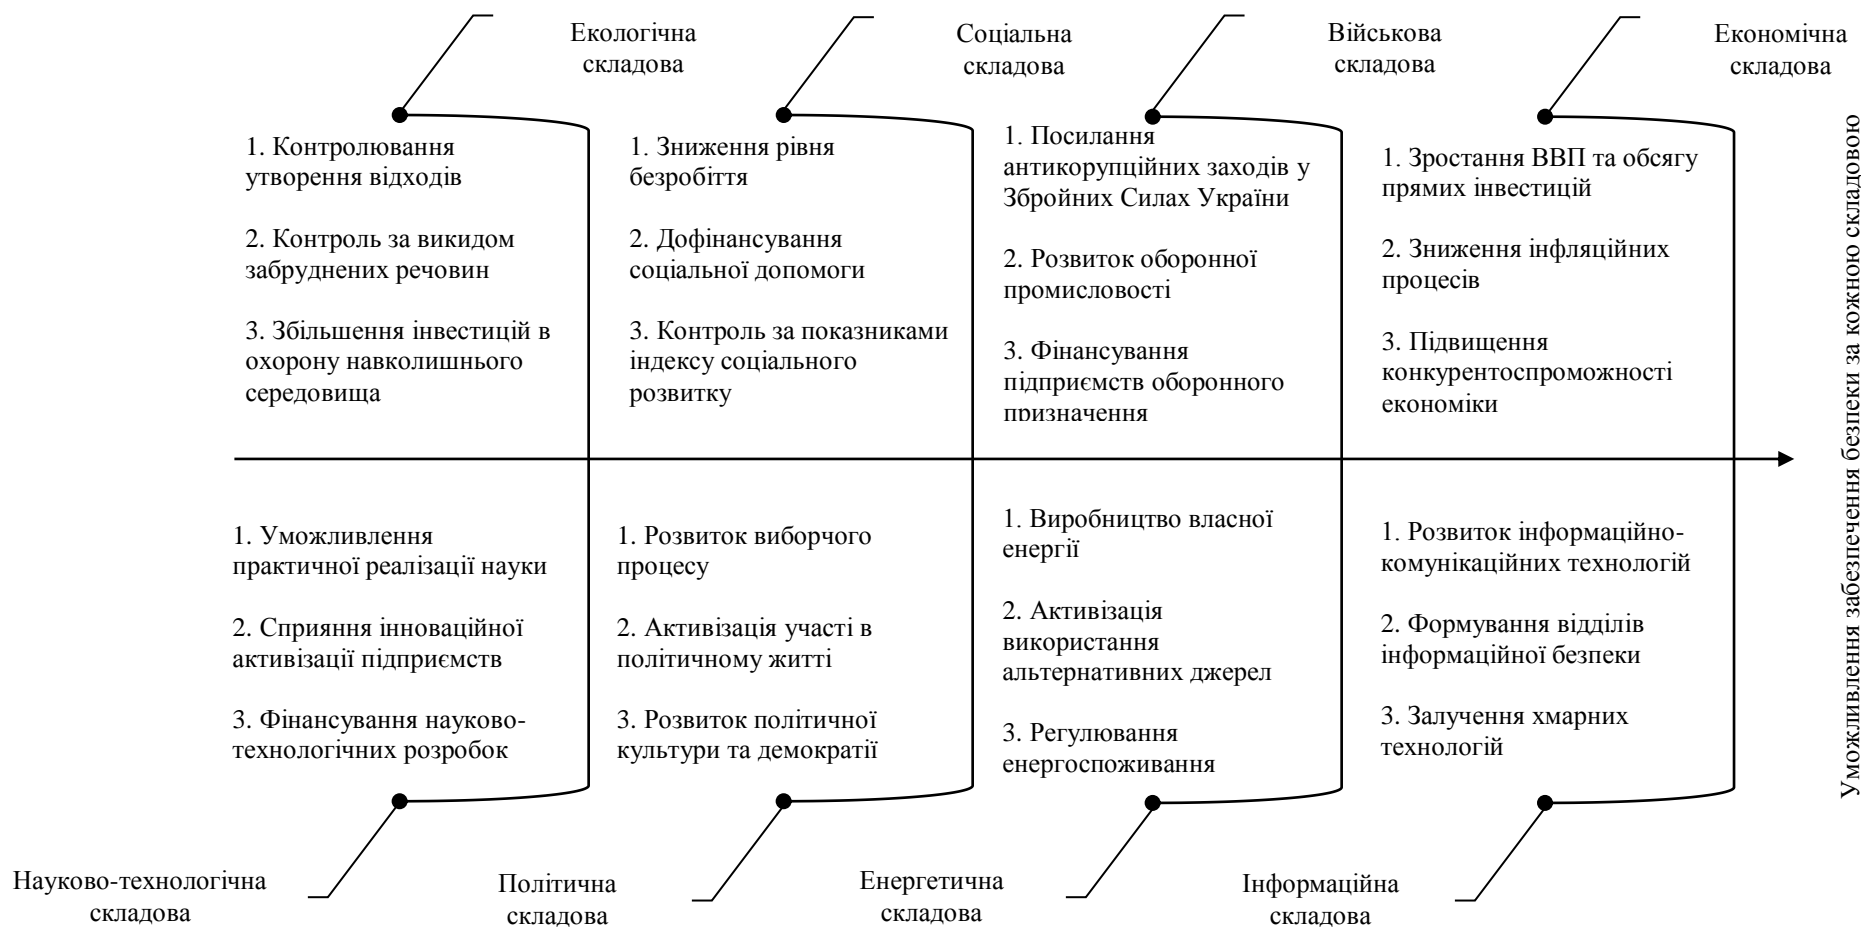 Екологічна
складова
Соціальна
складова
Військова
складова
Економічна
складова
1. Контролювання
утворення відходів
2. Контроль за викидом
забруднених речовин
3. Збільшення інвестицій в
охорону навколишнього
середовища
1. Зниження рівня
безробіття
2. Дофінансування
соціальної допомоги
3. Контроль за показниками
індексу соціального
розвитку
1. Посилання
антикорупційних заходів у
Збройних Силах України
2. Розвиток оборонної
промисловості
3. Фінансування
підприємств оборонного
призначення
1. Зростання ВВП та обсягу
прямих інвестицій
2. Зниження інфляційних
процесів
3. Підвищення
конкурентоспроможності
економіки
1. Уможливлення
практичної реалізації науки
2. Сприяння інноваційної
активізації підприємств
3. Фінансування науково-
технологічних розробок
1. Розвиток виборчого
процесу
2. Активізація участі в
політичному житті
3. Розвиток політичної
культури та демократії
1. Виробництво власної
енергії
2. Активізація
використання
альтернативних джерел
3. Регулювання
енергоспоживання
1. Розвиток інформаційно-
комунікаційних технологій
2. Формування відділів
інформаційної безпеки
3. Залучення хмарних
технологій
Науково-технологічна
складова
Політична
складова
Енергетична
складова
Інформаційна
складова
Уможливлення забезпечення безпеки за кожною складовою